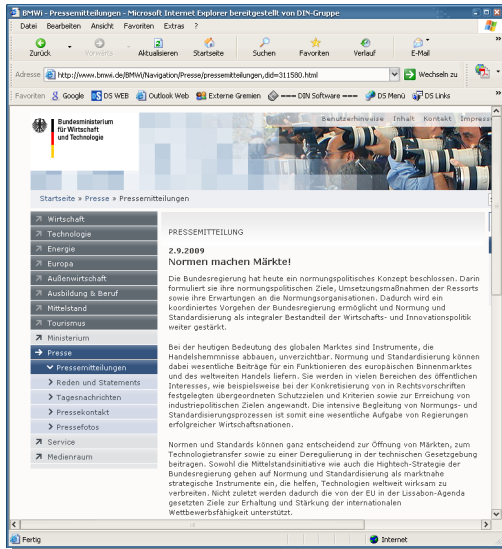 BMWi - Pressemitteilungen - Microsoft Internet Explorer bereitgestellt von DIN-Gruppe
Datei Bearbeiten Ansicht Favoriten Extras ?
Zurück Vorwärts Aktualisieren Startseite Suchen Favoriten Verlauf E-Mail
Adresse http://www.bmwi.de/BMWi/Navigation/Presse/pressemitteilungen,did=311580.html Wechseln zu
Favoriten Google DS WEB Outlook Web Externe Gremien --- DIN Software --- DS Menü DS Links
Bundesministerium
für Wirtschaft
und Technologie
Benutzerhinweise Inhalt Kontakt Impress
Startseite » Presse » Pressemitteilungen
Wirtschaft
Technologie
Energie
Europa
Außenwirtschaft
Ausbildung & Beruf
Mittelstand
Tourismus
Ministerium
Presse
Pressemitteilungen
Reden und Statements
Tagesnachrichten
Pressekontakt
Pressefotos
Service
Medienraum
PRESSEMITTEILUNG
2.9.2009
Normen machen Märkte!
Die Bundesregierung hat heute ein normungspolitisches Konzept beschlossen. Darin
formuliert sie ihre normungspolitischen Ziele, Umsetzungsmaßnahmen der Ressorts
sowie ihre Erwartungen an die Normungsorganisationen. Dadurch wird ein
koordiniertes Vorgehen der Bundesregierung ermöglicht und Normung und
Standardisierung als integraler Bestandteil der Wirtschafts- und Innovationspolitik
weiter gestärkt.
Bei der heutigen Bedeutung des globalen Marktes sind Instrumente, die
Handelshemmnisse abbauen, unverzichtbar. Normung und Standardisierung können
dabei wesentliche Beiträge für ein Funktionieren des europäischen Binnenmarktes
und des weltweiten Handels liefern. Sie werden in vielen Bereichen des öffentlichen
Interesses, wie beispielsweise bei der Konkretisierung von in Rechtsvorschriften
festgelegten übergeordneten Schutzzielen und Kriterien sowie zur Erreichung von
industriepolitischen Zielen angewandt. Die intensive Begleitung von Normungs- und
Standardisierungsprozessen ist somit eine wesentliche Aufgabe von Regierungen
erfolgreicher Wirtschaftsnationen.
Normen und Standards können ganz entscheidend zur Öffnung von Märkten, zum
Technologietransfer sowie zu einer Deregulierung in der technischen Gesetzgebung
beitragen. Sowohl die Mittelstandsinitiative wie auch die Hightech-Strategie der
Bundesregierung gehen auf Normung und Standardisierung als marktnahe
strategische Instrumente ein, die helfen, Technologien weltweit wirksam zu
verbreiten. Nicht zuletzt werden dadurch die von der EU in der Lissabon-Agenda
gesetzten Ziele zur Erhaltung und Stärkung der internationalen
Wettbewerbsfähigkeit unterstützt.
Fertig Internet